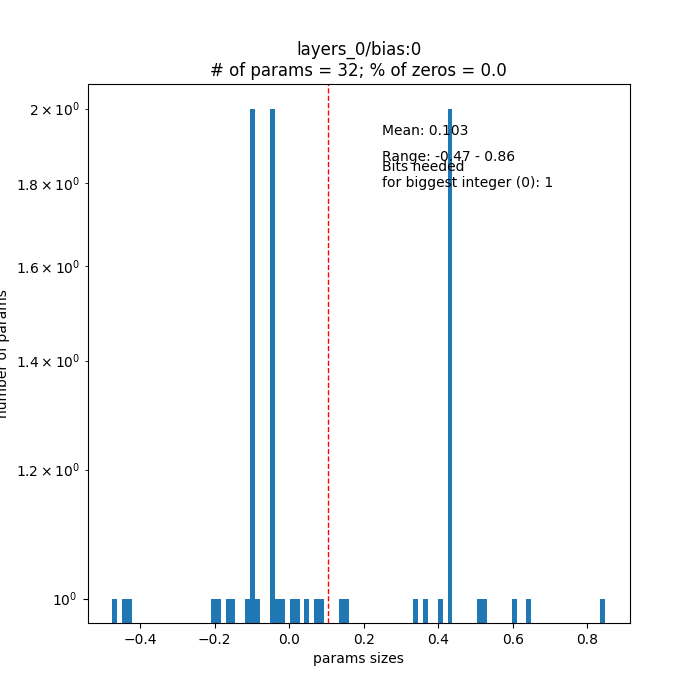 layers_0/bias:0
# of params = 32; % of zeros = 0.0
Mean: 0.103
Range: -0.47 - 0.86
Bits needed
for biggest integer (0): 1
2 × 10⁰
1.8 × 10⁰
1.6 × 10⁰
1.4 × 10⁰
1.2 × 10⁰
10⁰
number of params
−0.4
−0.2
0.0
0.2
0.4
0.6
0.8
params sizes